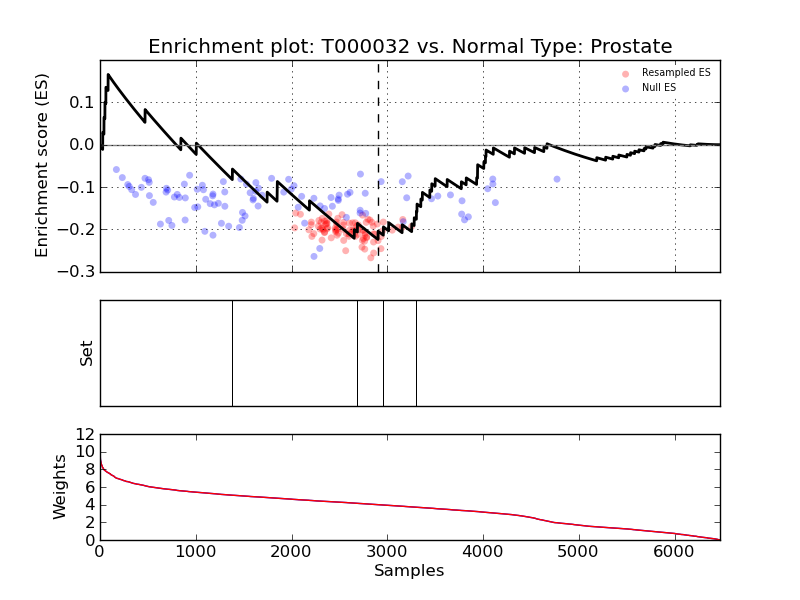 Enrichment plot: T000032 vs. Normal Type: Prostate
Enrichment score (ES)
0.1
0.0
−0.1
−0.2
−0.3
Resampled ES
Null ES
Set
Weights
12
10
8
6
4
2
0
0 1000 2000 3000 4000 5000 6000
Samples